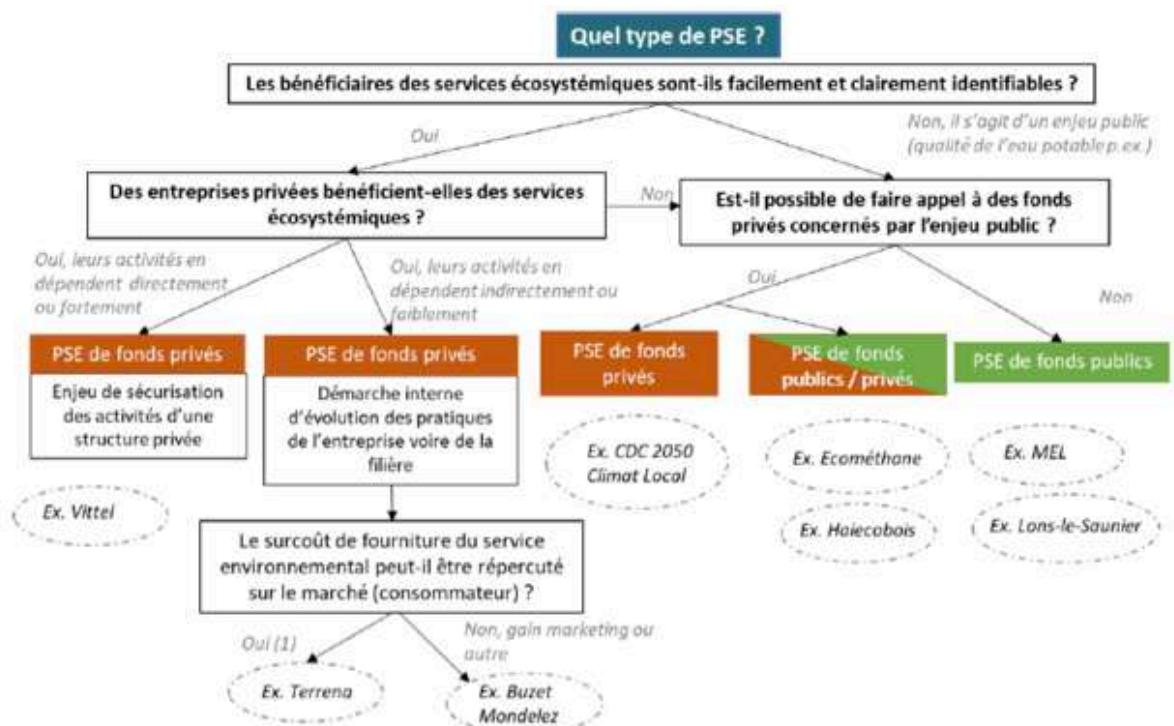 Quel type de PSE ?
Les bénéficiaires des services écosystémiques sont-ils facilement et clairement identifiables ?
Oui
Non, il s'agit d'un enjeu public
(qualité de l'eau potable p.ex.)
Des entreprises privées bénéficient-elles des services
écosystémiques ?
Non
Est-il possible de faire appel à des fonds
privés concernés par l'enjeu public ?
Oui, leurs activités en
dépendent directement
ou fortement
Oui, leurs activités en
dépendent indirectement ou
faiblement
Oui
Non
PSE de fonds privés
Enjeu de sécurisation
des activités d'une
structure privée
PSE de fonds privés
Démarche interne
d'évolution des pratiques
de l'entreprise voire de la
filière
PSE de fonds
privés
PSE de fonds
publics / privés
PSE de fonds publics
Ex. Vittel
Ex. CDC 2050
Climat Local
Ex. Ecométhane
Ex. Haiecobois
Ex. MEL
Ex. Lons-le-Saunier
Le surcoût de fourniture du service
environnemental peut-il être répercuté
sur le marché (consommateur) ?
Oui (1)
Non, gain marketing ou
autre
Ex. Terrena
Ex. Buzet
Mondelez